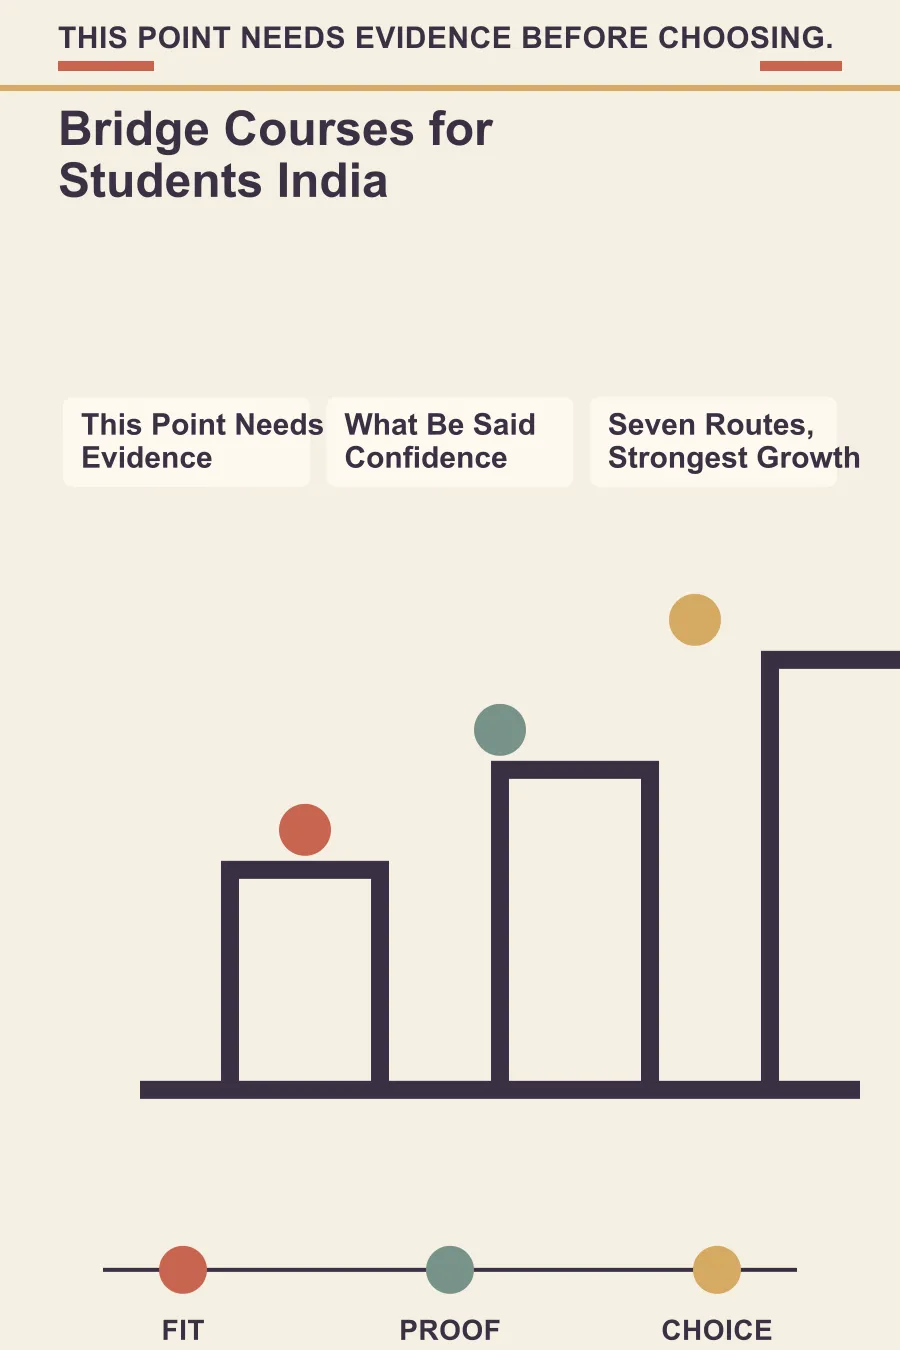 THIS POINT NEEDS EVIDENCE BEFORE CHOOSING.
Bridge Courses for
Students India
This Point Needs
Evidence
What Be Said
Confidence
Seven Routes,
Strongest Growth
FIT
PROOF
CHOICE